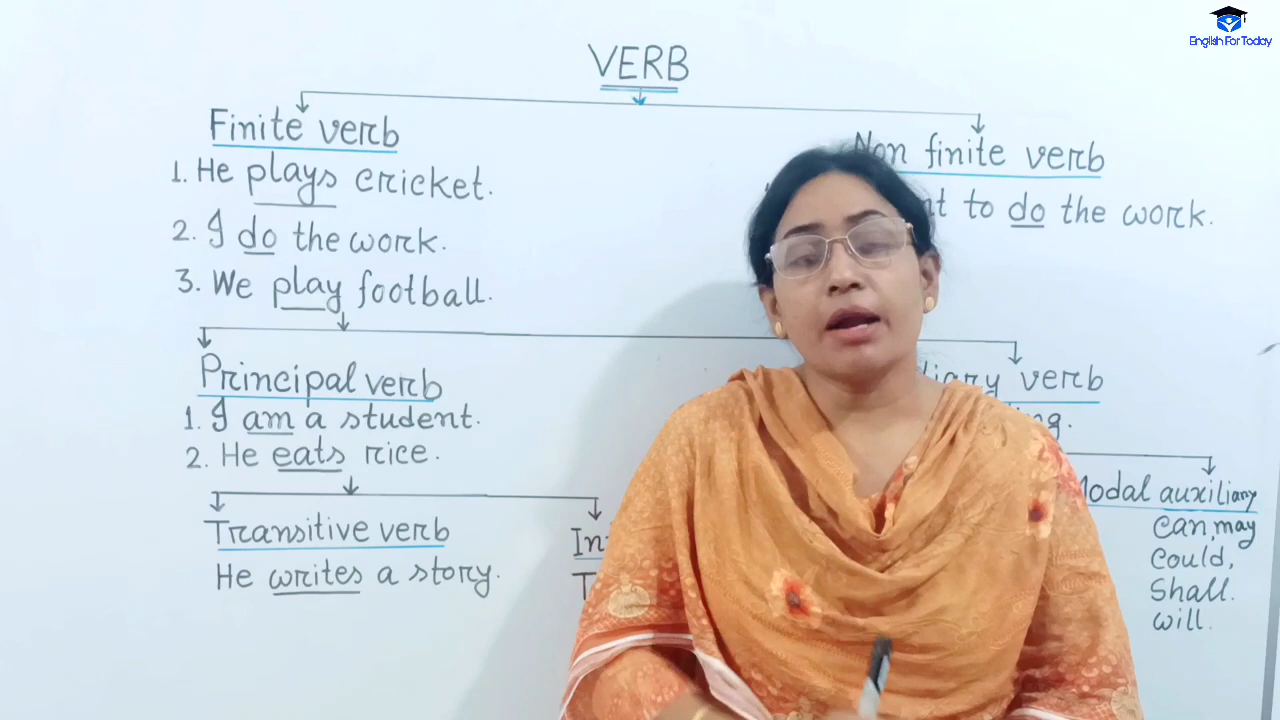 English For Today
VERB
Finite verb
Non finite verb
1. He plays cricket.
to do the work.
2. I do the work.
3. We play football.
Principal verb
verb
1. I am a student.
2. He eats rice.
Modal auxiliary
Can, may
Could,
Shall.
will.
Transitive verb
He writes a story.